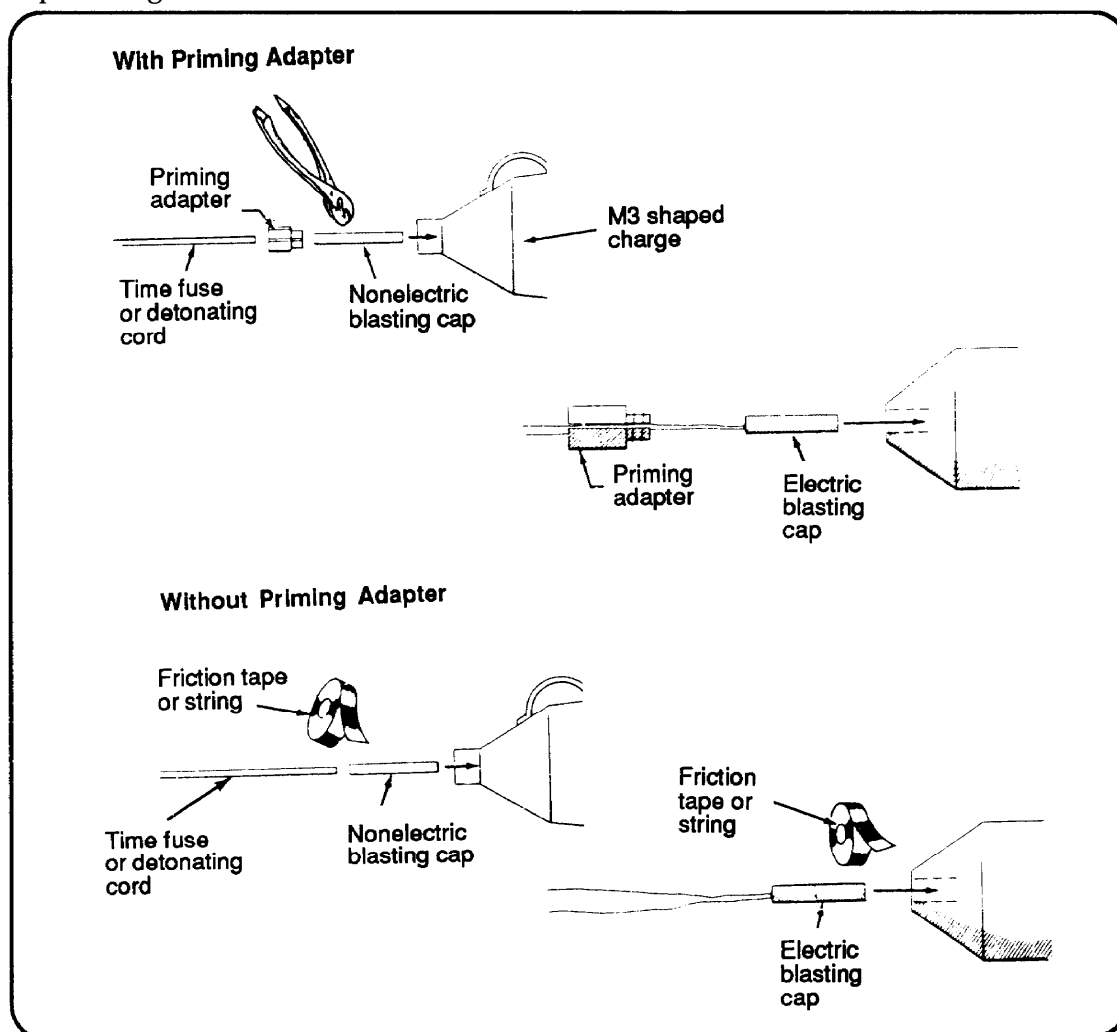 With Priming Adapter
Priming
adapter
M3 shaped
charge
Time fuse
or detonating
cord
Nonelectric
blasting cap
Priming
adapter
Electric
blasting
cap
Without Priming Adapter
Friction tape
or string
Friction
tape or
string
Time fuse
or detonating
cord
Nonelectric
blasting cap
Electric
blasting
cap